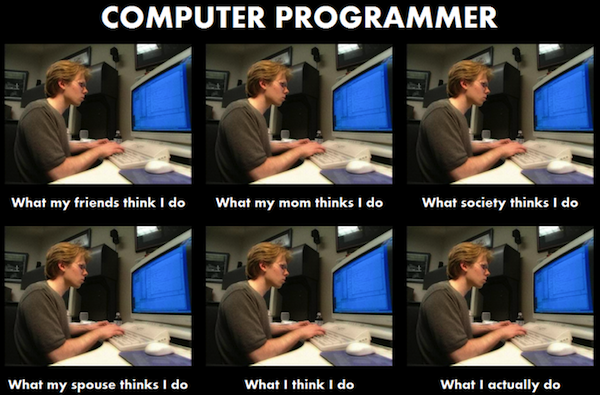 COMPUTER PROGRAMMER
What my friends think I do
What my mom thinks I do
What society thinks I do
What my spouse thinks I do
What I think I do
What I actually do